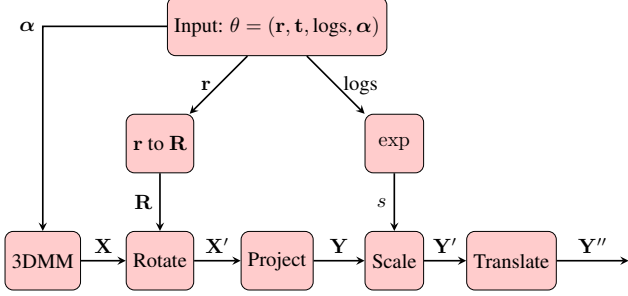 Input: θ = (r, t, logs, α)
α
r
logs
r to R
exp
R
s
3DMM
X
Rotate
X′
Project
Y
Scale
Y′
Translate
Y′′